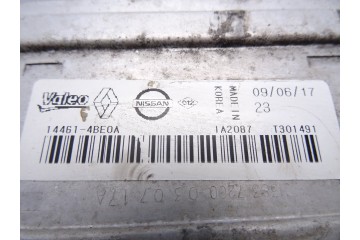 Valeo NISSAN MADE IN KOREA 09/06/17
23
14461-4BE0A 1A2087 T301491